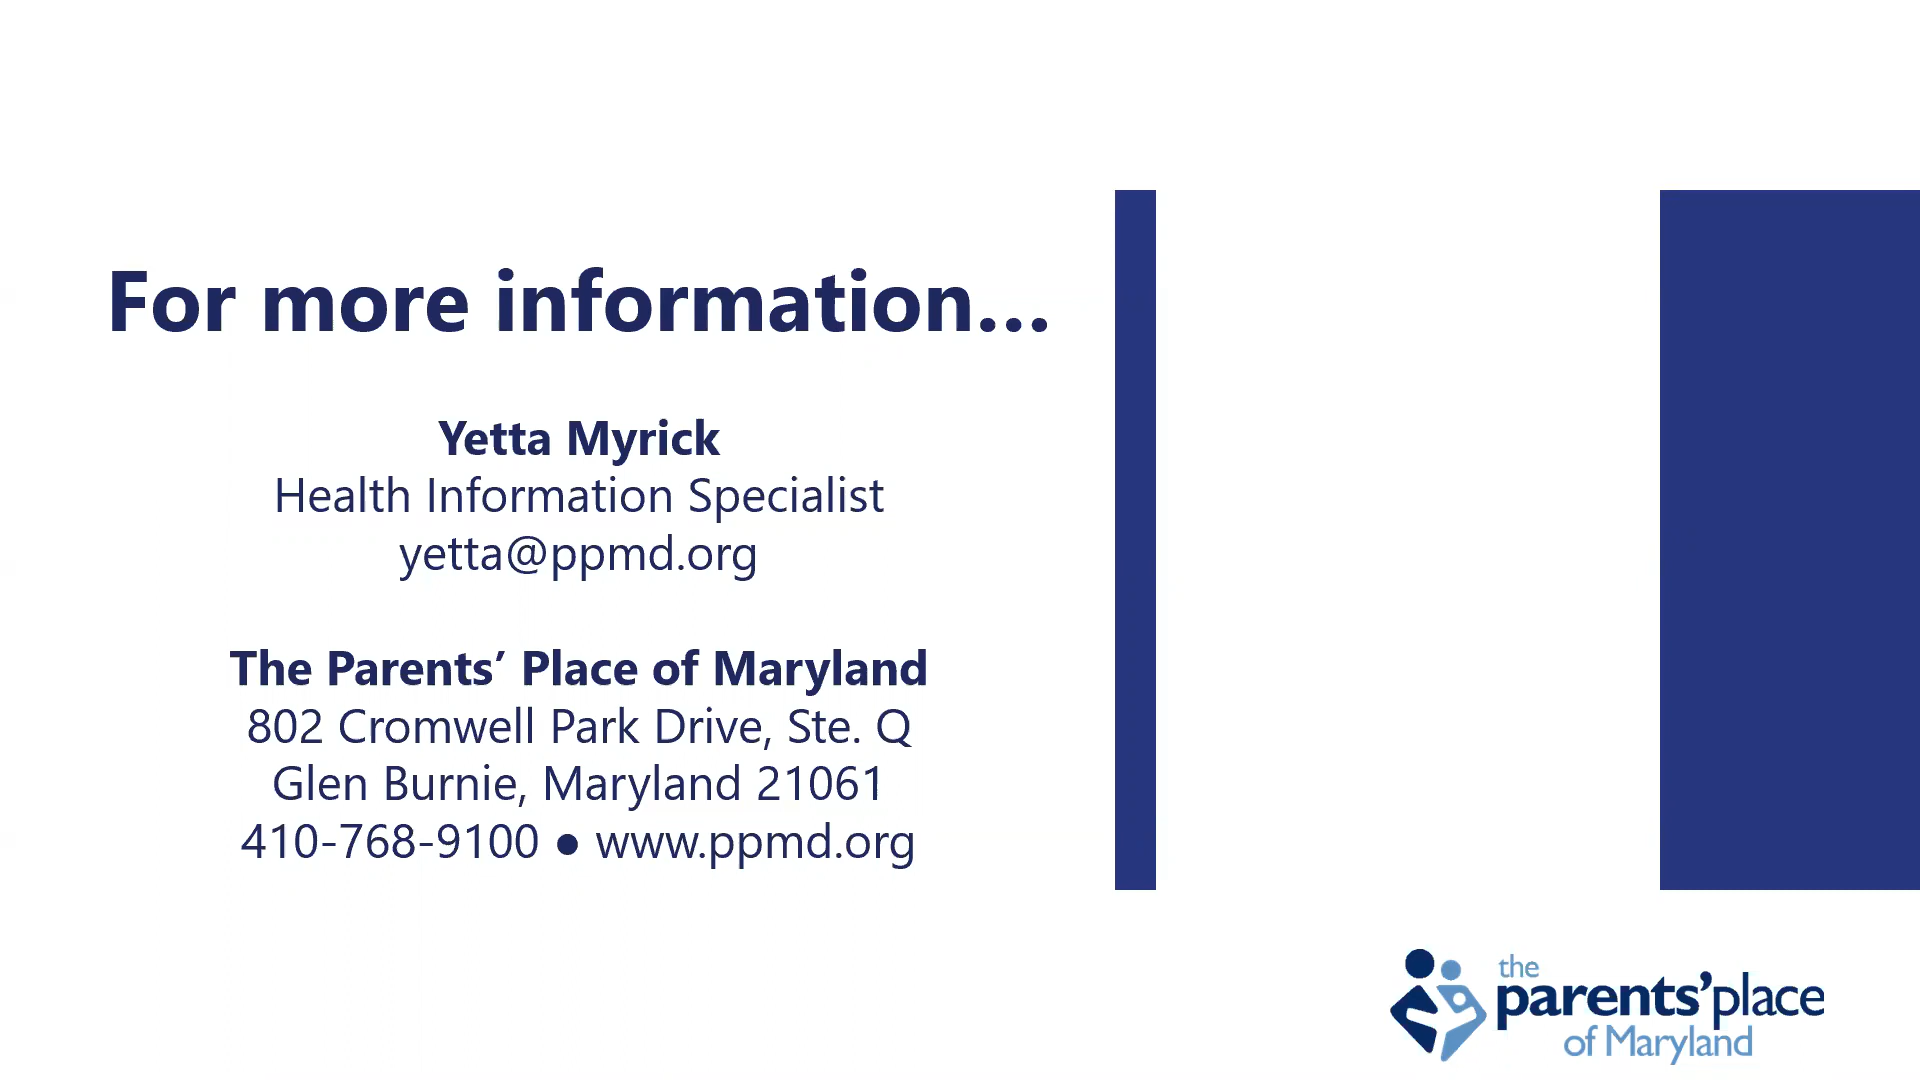 For more information...
Yetta Myrick
Health Information Specialist
yetta@ppmd.org
The Parents’ Place of Maryland
802 Cromwell Park Drive, Ste. Q
Glen Burnie, Maryland 21061
410-768-9100 ● www.ppmd.org
the
parents’place
of Maryland